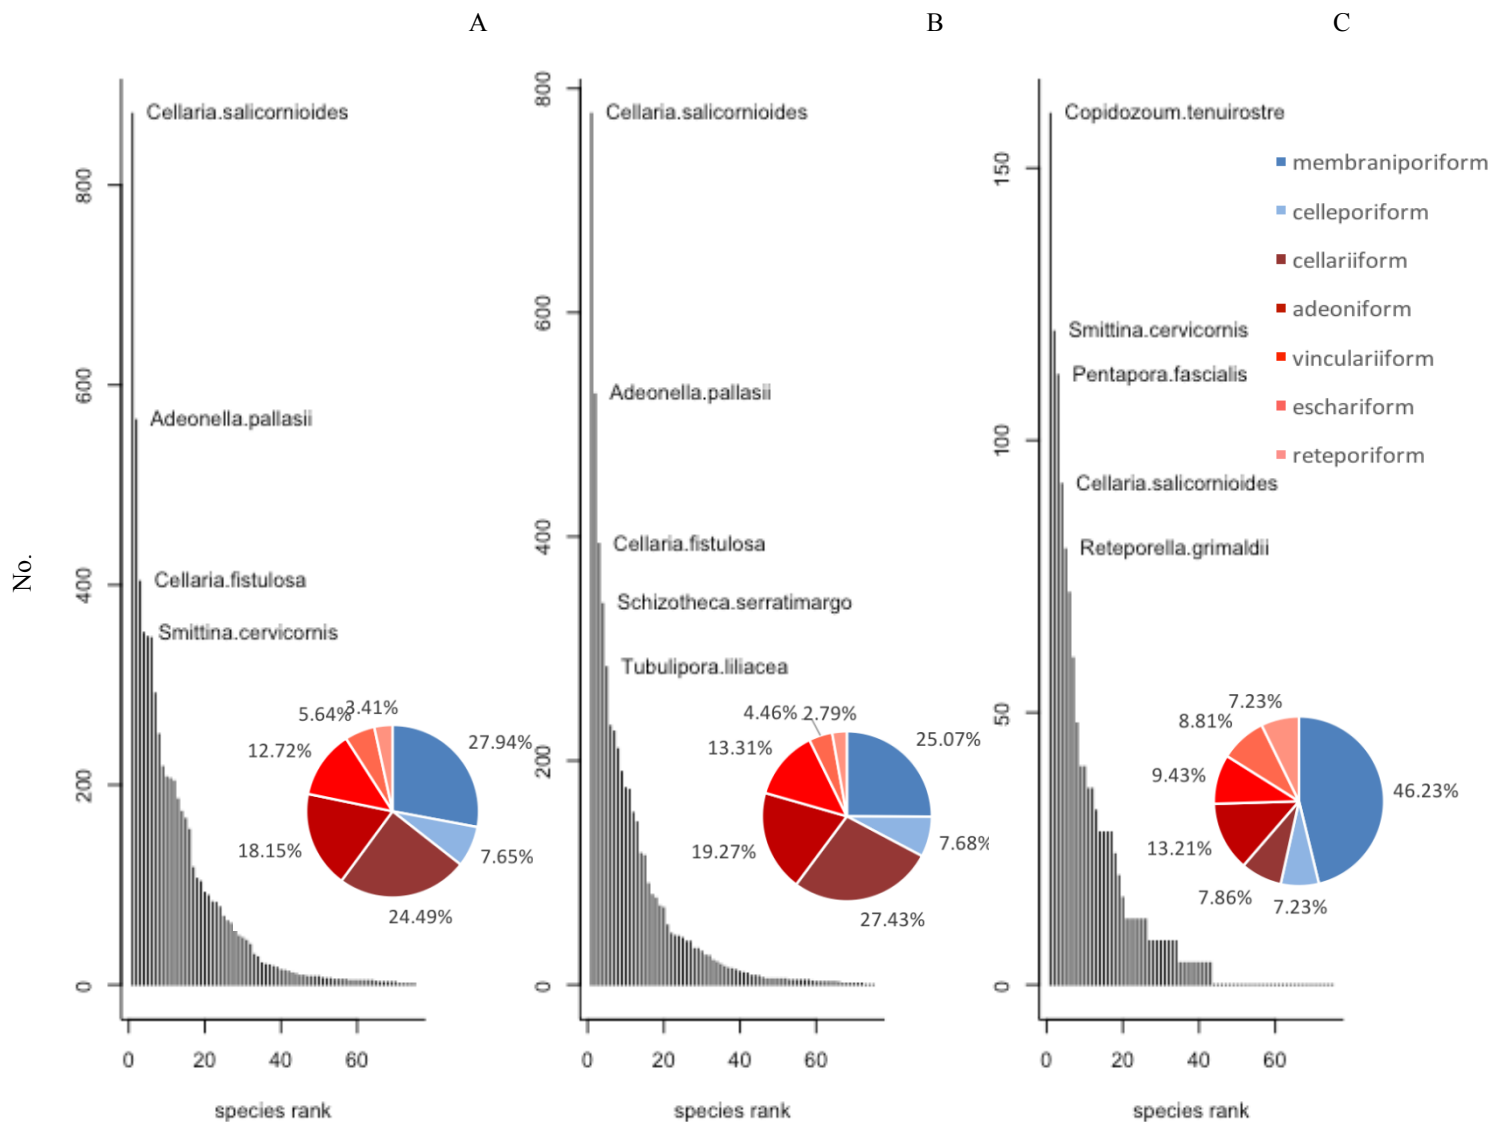 A
B
C
No.
0
200
400
600
800
Cellaria.salicornioides
Adeonella.pallasii
Cellaria.fistulosa
Smittina.cervicornis
5.64%
3.41%
12.72%
27.94%
18.15%
7.65%
24.49%
0
20
40
60
species rank
0
200
400
600
800
Cellaria.salicornioides
Adeonella.pallasii
Cellaria.fistulosa
Schizotheca.serratimargo
Tubulipora.liliacea
4.46%
2.79%
13.31%
25.07%
19.27%
7.68%
27.43%
0
20
40
60
species rank
0
50
100
150
Copidozoum.tenuirostre
Smittina.cervicornis
Pentapora.fascialis
Cellaria.salicornioides
Reteporella.grimaldii
membraniporiform
celleporiform
cellariiform
adeoniform
vinculariiform
eschariform
reteporiform
7.23%
8.81%
9.43%
46.23%
13.21%
7.86%
7.23%
0
20
40
60
species rank